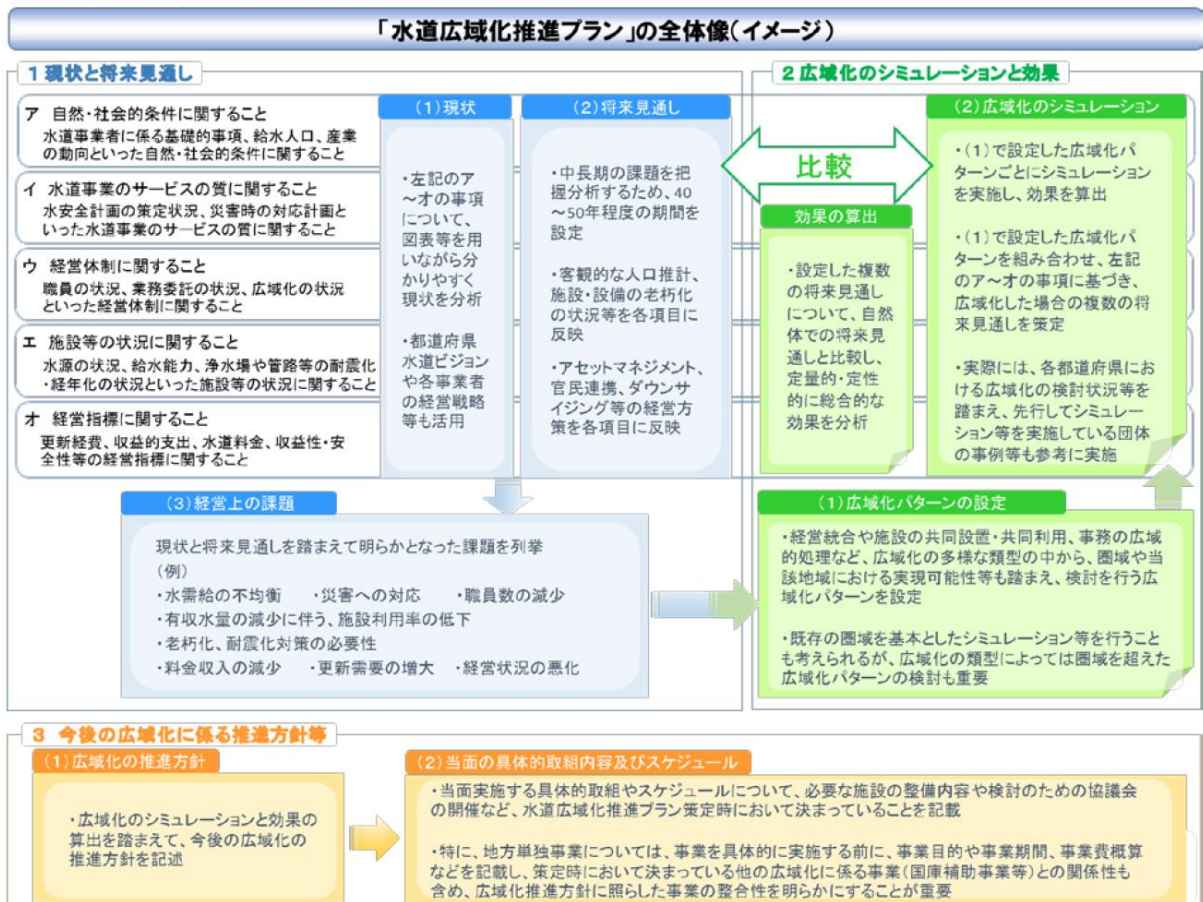 「水道広域化推進プラン」の全体像(イメージ)
1 現状と将来見通し
ア 自然・社会的条件に関すること
水道事業者に係る基礎的事項、給水人口、産業
の動向といった自然・社会的条件に関すること
イ 水道事業のサービスの質に関すること
水安全計画の策定状況、災害時の対応計画と
いった水道事業のサービスの質に関すること
ウ 経営体制に関すること
職員の状況、業務委託の状況、広域化の状況
といった経営体制に関すること
エ 施設等の状況に関すること
水源の状況、給水能力、浄水場や管路等の耐震化
・経年化の状況といった施設等の状況に関すること
オ 経営指標に関すること
更新経費、収益的支出、水道料金、収益性・安
全性等の経営指標に関すること
(1)現状
・左記のア
～オの事項
について、
図表等を用
いながら分
かりやすく
現状を分析
・都道府県
水道ビジョン
や各事業者
の経営戦略
等も活用
(2)将来見通し
・中長期の課題を把
握分析するため、40
～50年程度の期間を
設定
・客観的な人口推計、
施設・設備の老朽化
の状況等を各項目に
反映
・アセットマネジメント、
官民連携、ダウンサ
イジング等の経営方
策を各項目に反映
(3)経営上の課題
現状と将来見通しを踏まえて明らかとなった課題を列挙
(例)
・水需給の不均衡 ・災害への対応 ・職員数の減少
・有収水量の減少に伴う、施設利用率の低下
・老朽化、耐震化対策の必要性
・料金収入の減少 ・更新需要の増大 ・経営状況の悪化
2 広域化のシミュレーションと効果
比較
効果の算出
・設定した複数
の将来見通し
について、自然
体での将来見
通しと比較し、
定量的・定性
的に総合的な
効果を分析
(2)広域化のシミュレーション
・(1)で設定した広域化パ
ターンごとにシミュレーション
を実施し、効果を算出
・(1)で設定した広域化パ
ターンを組み合わせ、左記
のア～オの事項に基づき、
広域化した場合の複数の将
来見通しを策定
・実際には、各都道府県にお
ける広域化の検討状況等を
踏まえ、先行してシミュレー
ション等を実施している団体
の事例等も参考に実施
(1)広域化パターンの設定
・経営統合や施設の共同設置・共同利用、事務の広域
的処理など、広域化の多様な類型の中から、圏域や当
該地域における実現可能性等も踏まえ、検討を行う広
域化パターンを設定
・既存の圏域を基本としたシミュレーション等を行うこと
も考えられるが、広域化の類型によっては圏域を超えた
広域化パターンの検討も重要
3 今後の広域化に係る推進方針等
(1)広域化の推進方針
・広域化のシミュレーションと効果の
算出を踏まえて、今後の広域化の
推進方針を記述
(2)当面の具体的取組内容及びスケジュール
・当面実施する具体的取組やスケジュールについて、必要な施設の整備内容や検討のための協議会
の開催など、水道広域化推進プラン策定時において決まっていることを記載
・特に、地方単独事業については、事業を具体的に実施する前に、事業目的や事業期間、事業費概算
などを記載し、策定時において決まっている他の広域化に係る事業(国庫補助事業等)との関係性も
含め、広域化推進方針に照らした事業の整合性を明らかにすることが重要